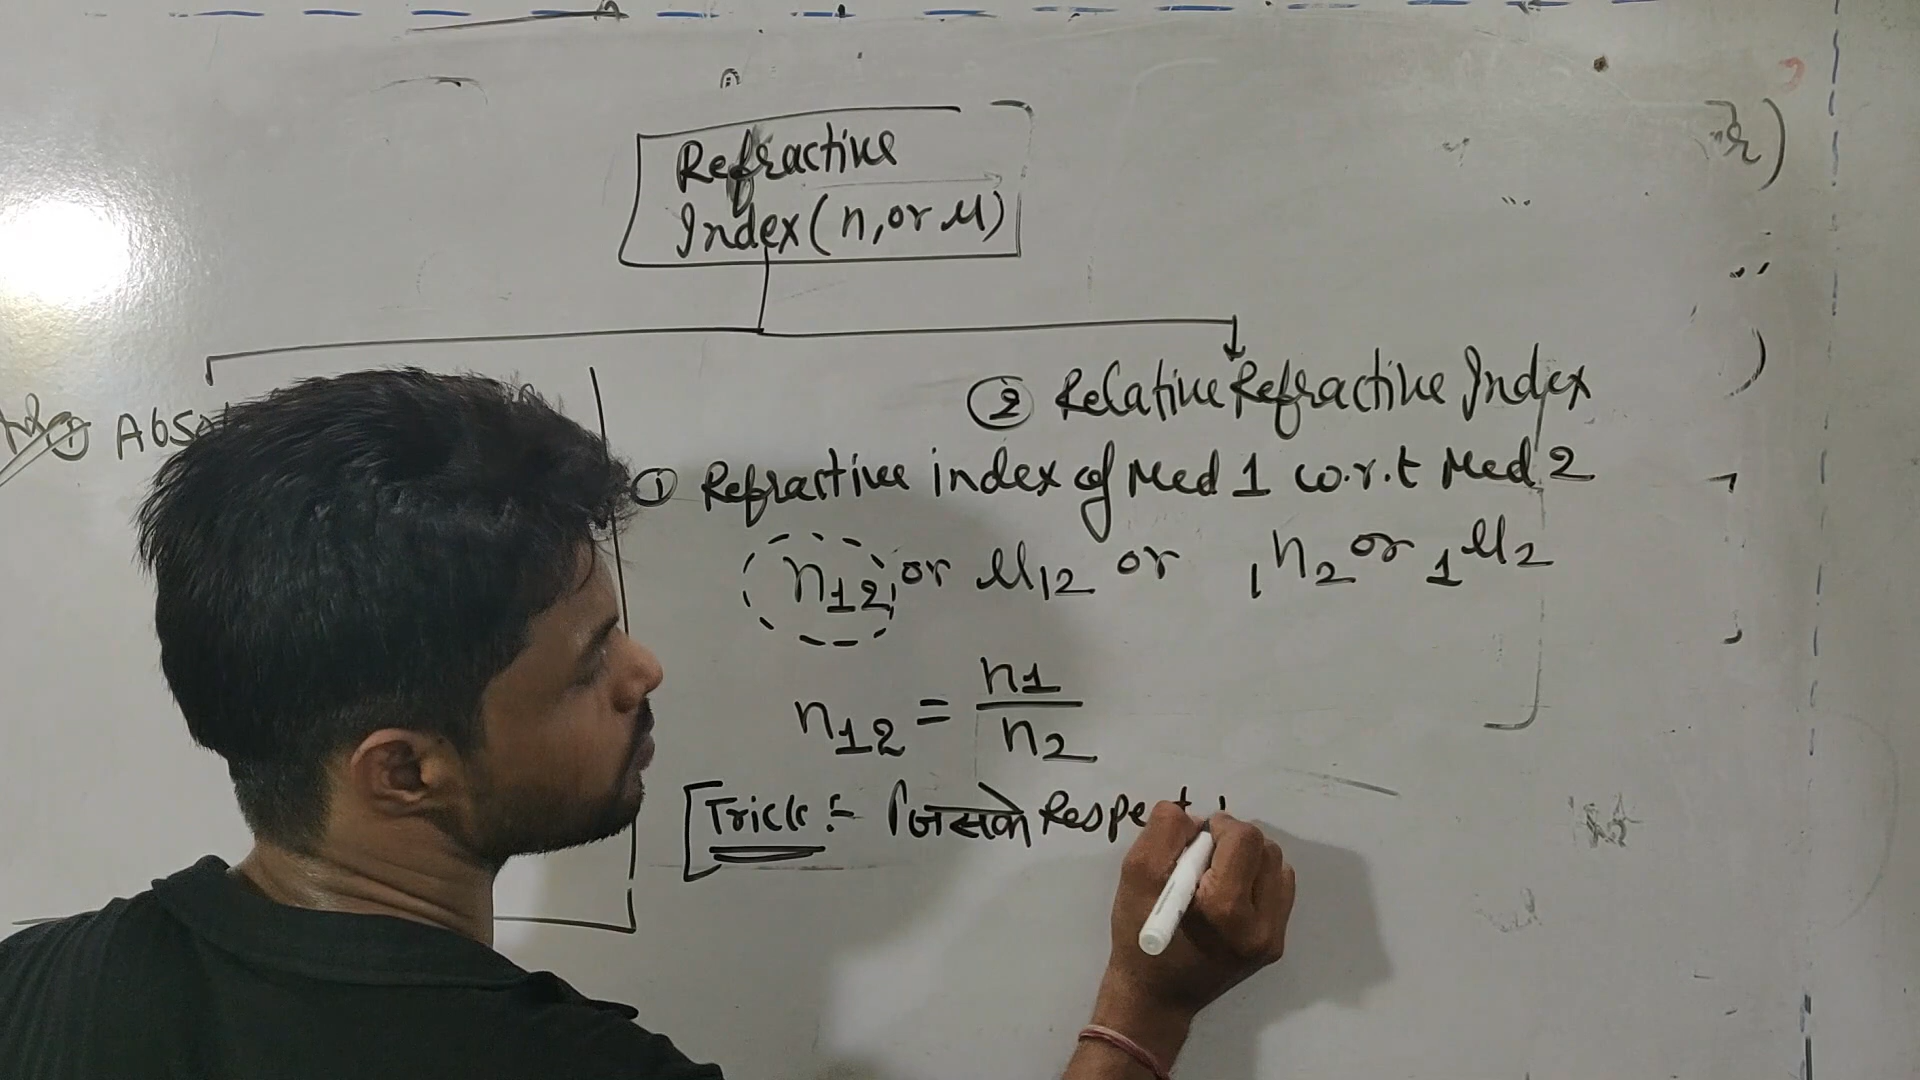 Refractive
Index (n, or μ)
① Abs
② Relative Refractive Index
① Refractive index of Med 1 w.r.t Med 2
n₁₂ or μ₁₂ or ₁n₂ or ₁μ₂
n₁₂ = n₁/n₂
Trick :- जिसके Respect